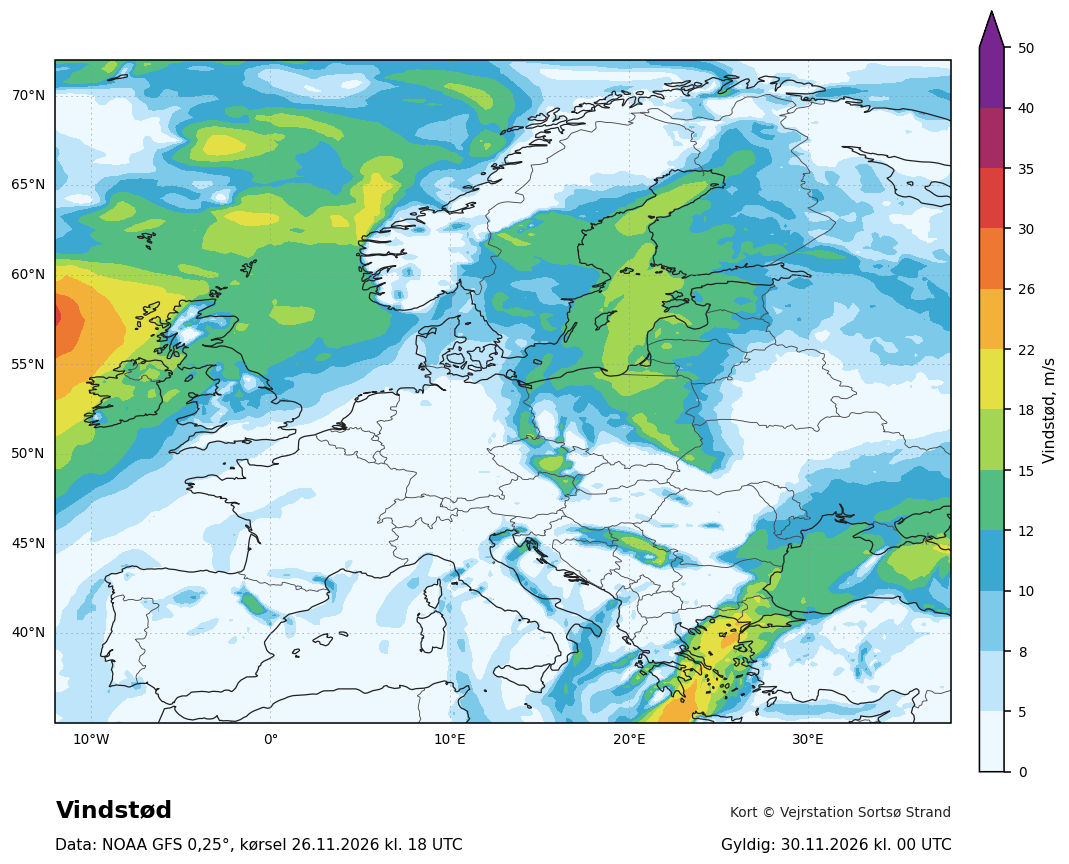 70°N
65°N
60°N
55°N
50°N
45°N
40°N
10°W
0°
10°E
20°E
30°E
50
40
35
30
26
22
18
15
12
10
8
5
0
Vindstød, m/s
Vindstød
Kort © Vejrstation Sortsø Strand
Data: NOAA GFS 0,25°, kørsel 26.11.2026 kl. 18 UTC
Gyldig: 30.11.2026 kl. 00 UTC